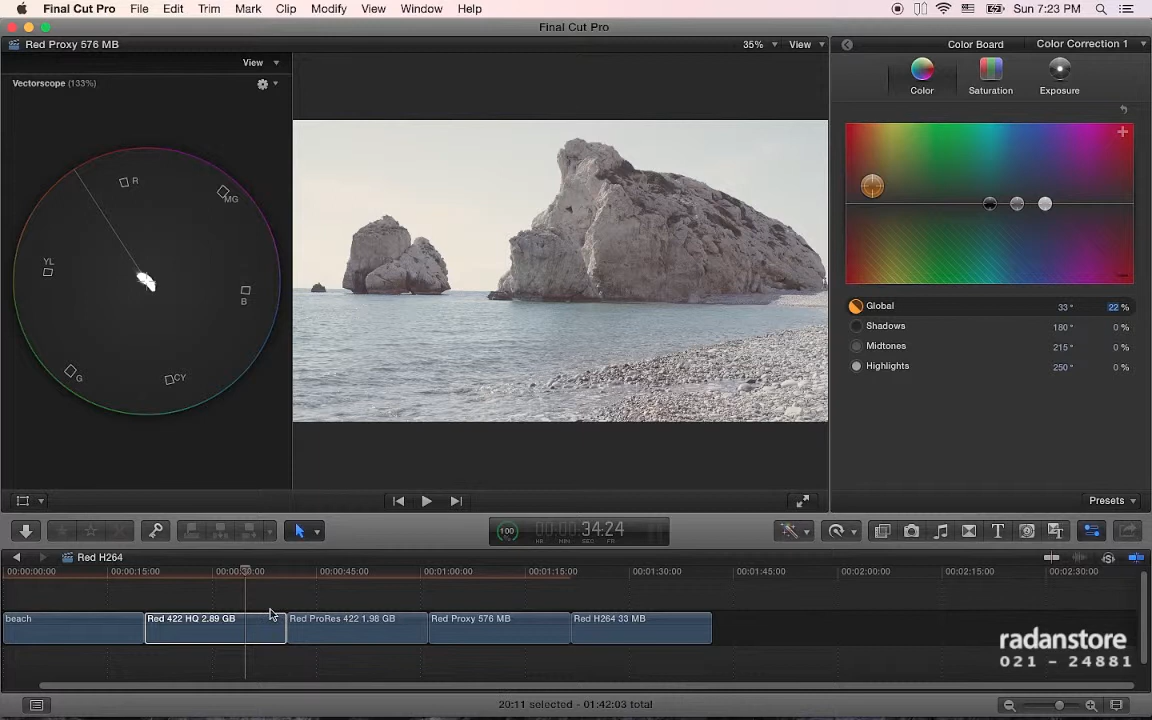 Final Cut Pro File Edit Trim Mark Clip Modify View Window Help Sun 7:23 PM
Final Cut Pro
Red Proxy 576 MB 35% View Color Board Color Correction 1
View
Vectorscope (133%)
Color Saturation Exposure
R
MG
YL
B
G
CY
Global 33° 22 %
Shadows 180° 0 %
Midtones 215° 0 %
Highlights 250° 0 %
Presets
100 34:24
HR MIN SEC FR
Red H264
00:00:00:00 00:00:15:00 00:00:30:00 00:00:45:00 00:01:00:00 00:01:15:00 00:01:30:00 00:01:45:00 00:02:00:00 00:02:15:00 00:02:30:00
beach Red 422 HQ 2.89 GB Red ProRes 422 1.98 GB Red Proxy 576 MB Red H264 33 MB
radanstore
021 - 24881
20:11 selected - 01:42:03 total